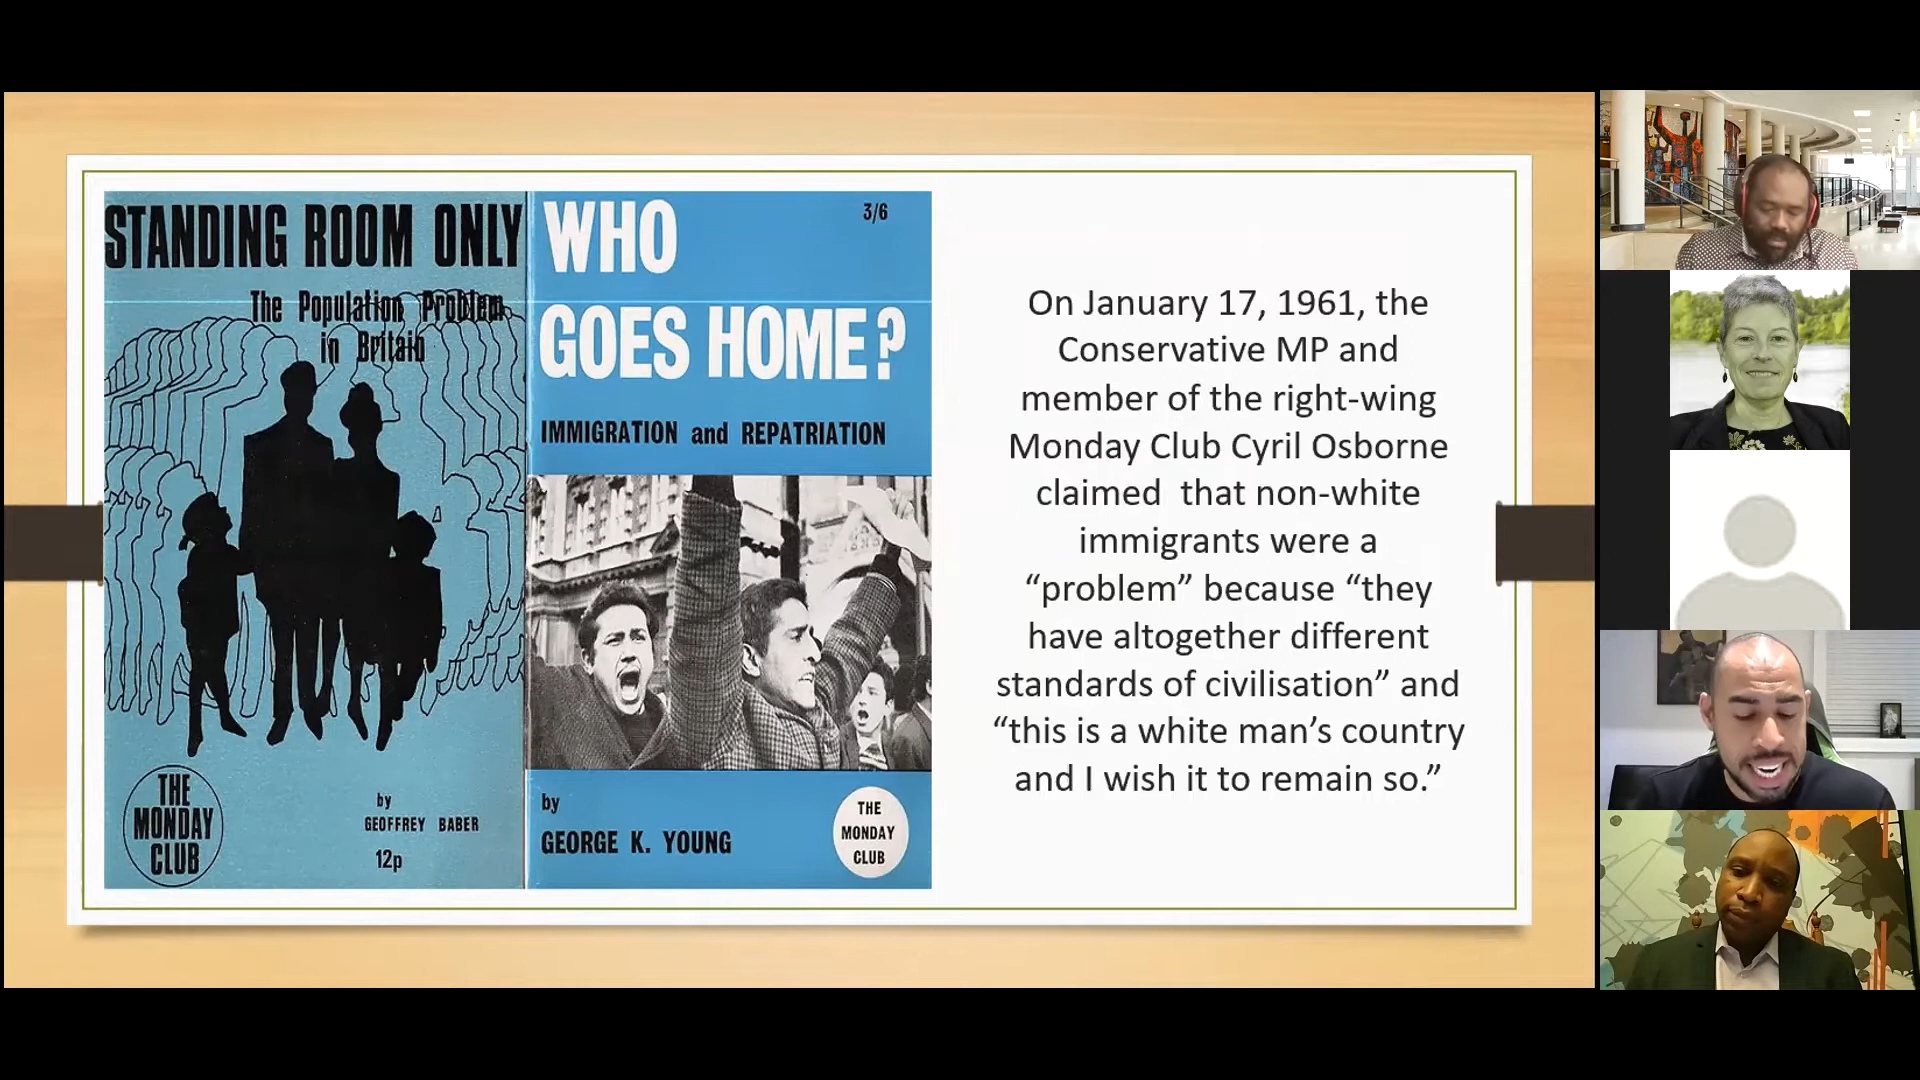 STANDING ROOM ONLY
The Population Problem
in Britain
THE
MONDAY
CLUB
by
GEOFFREY BABER
12p
WHO
3/6
GOES HOME?
IMMIGRATION and REPATRIATION
by
GEORGE K. YOUNG
THE
MONDAY
CLUB
On January 17, 1961, the
Conservative MP and
member of the right-wing
Monday Club Cyril Osborne
claimed  that non-white
immigrants were a
“problem” because “they
have altogether different
standards of civilisation” and
“this is a white man’s country
and I wish it to remain so.”